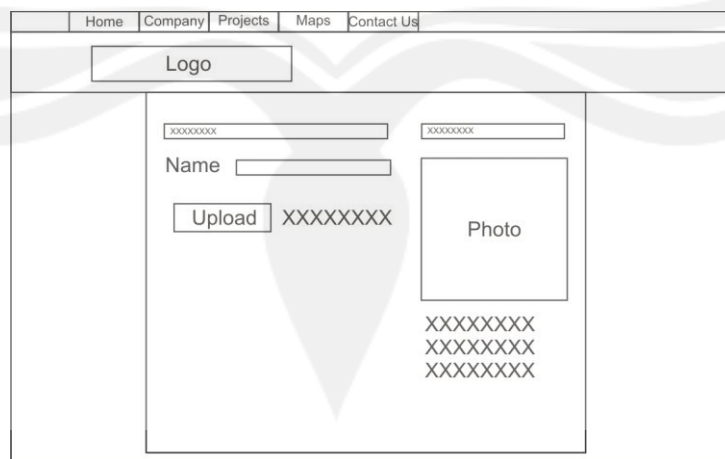 Home Company Projects Maps Contact Us
Logo
xxxxxxxx xxxxxxxx
Name
Upload XXXXXXXX
Photo
XXXXXXXX
XXXXXXXX
XXXXXXXX